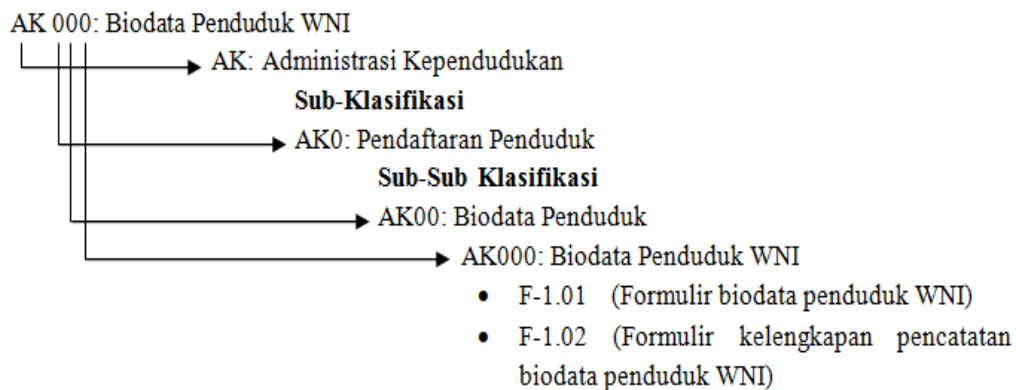 AK 000: Biodata Penduduk WNI
AK: Administrasi Kependudukan
Sub-Klasifikasi
AK0: Pendaftaran Penduduk
Sub-Sub Klasifikasi
AK00: Biodata Penduduk
AK000: Biodata Penduduk WNI
• F-1.01 (Formulir biodata penduduk WNI)
• F-1.02 (Formulir kelengkapan pencatatan
biodata penduduk WNI)